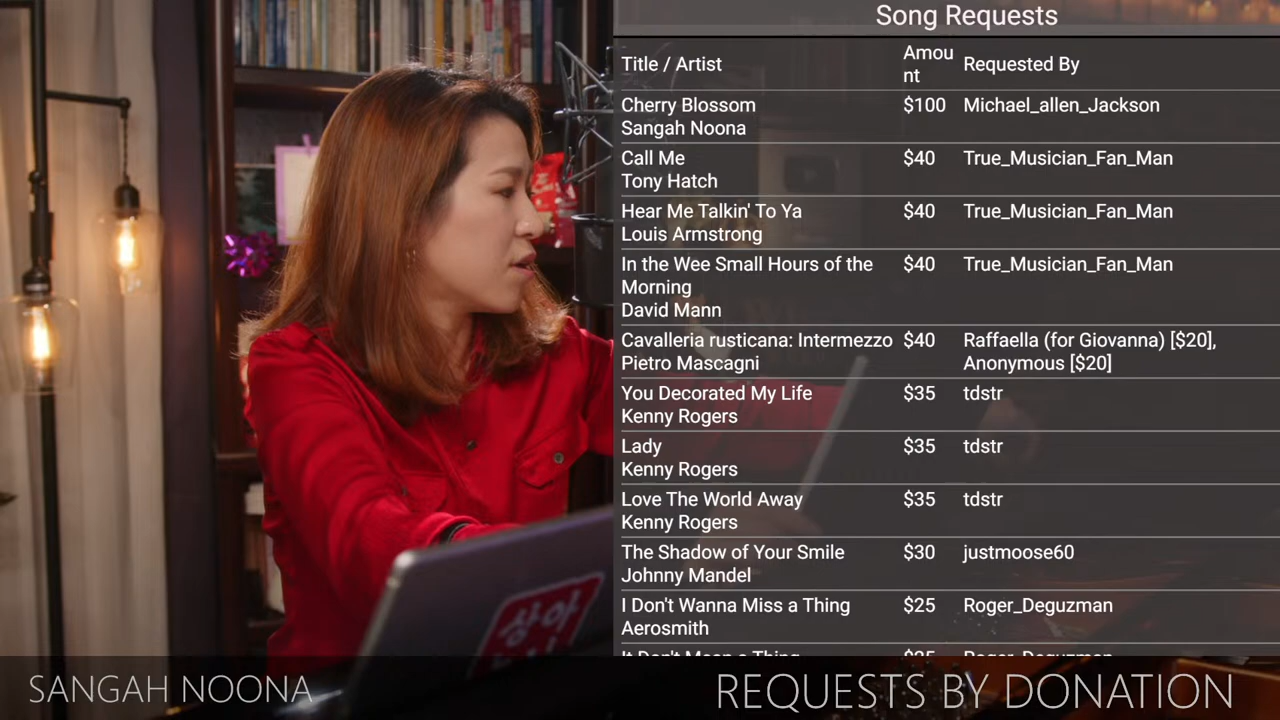 Song Requests
Title / Artist
Amou
nt
Requested By
Cherry Blossom
Sangah Noona
$100
Michael_allen_Jackson
Call Me
Tony Hatch
$40
True_Musician_Fan_Man
Hear Me Talkin' To Ya
Louis Armstrong
$40
True_Musician_Fan_Man
In the Wee Small Hours of the
Morning
David Mann
$40
True_Musician_Fan_Man
Cavalleria rusticana: Intermezzo
Pietro Mascagni
$40
Raffaella (for Giovanna) [$20],
Anonymous [$20]
You Decorated My Life
Kenny Rogers
$35
tdstr
Lady
Kenny Rogers
$35
tdstr
Love The World Away
Kenny Rogers
$35
tdstr
The Shadow of Your Smile
Johnny Mandel
$30
justmoose60
I Don't Wanna Miss a Thing
Aerosmith
$25
Roger_Deguzman
상아
SANGAH NOONA
REQUESTS BY DONATION